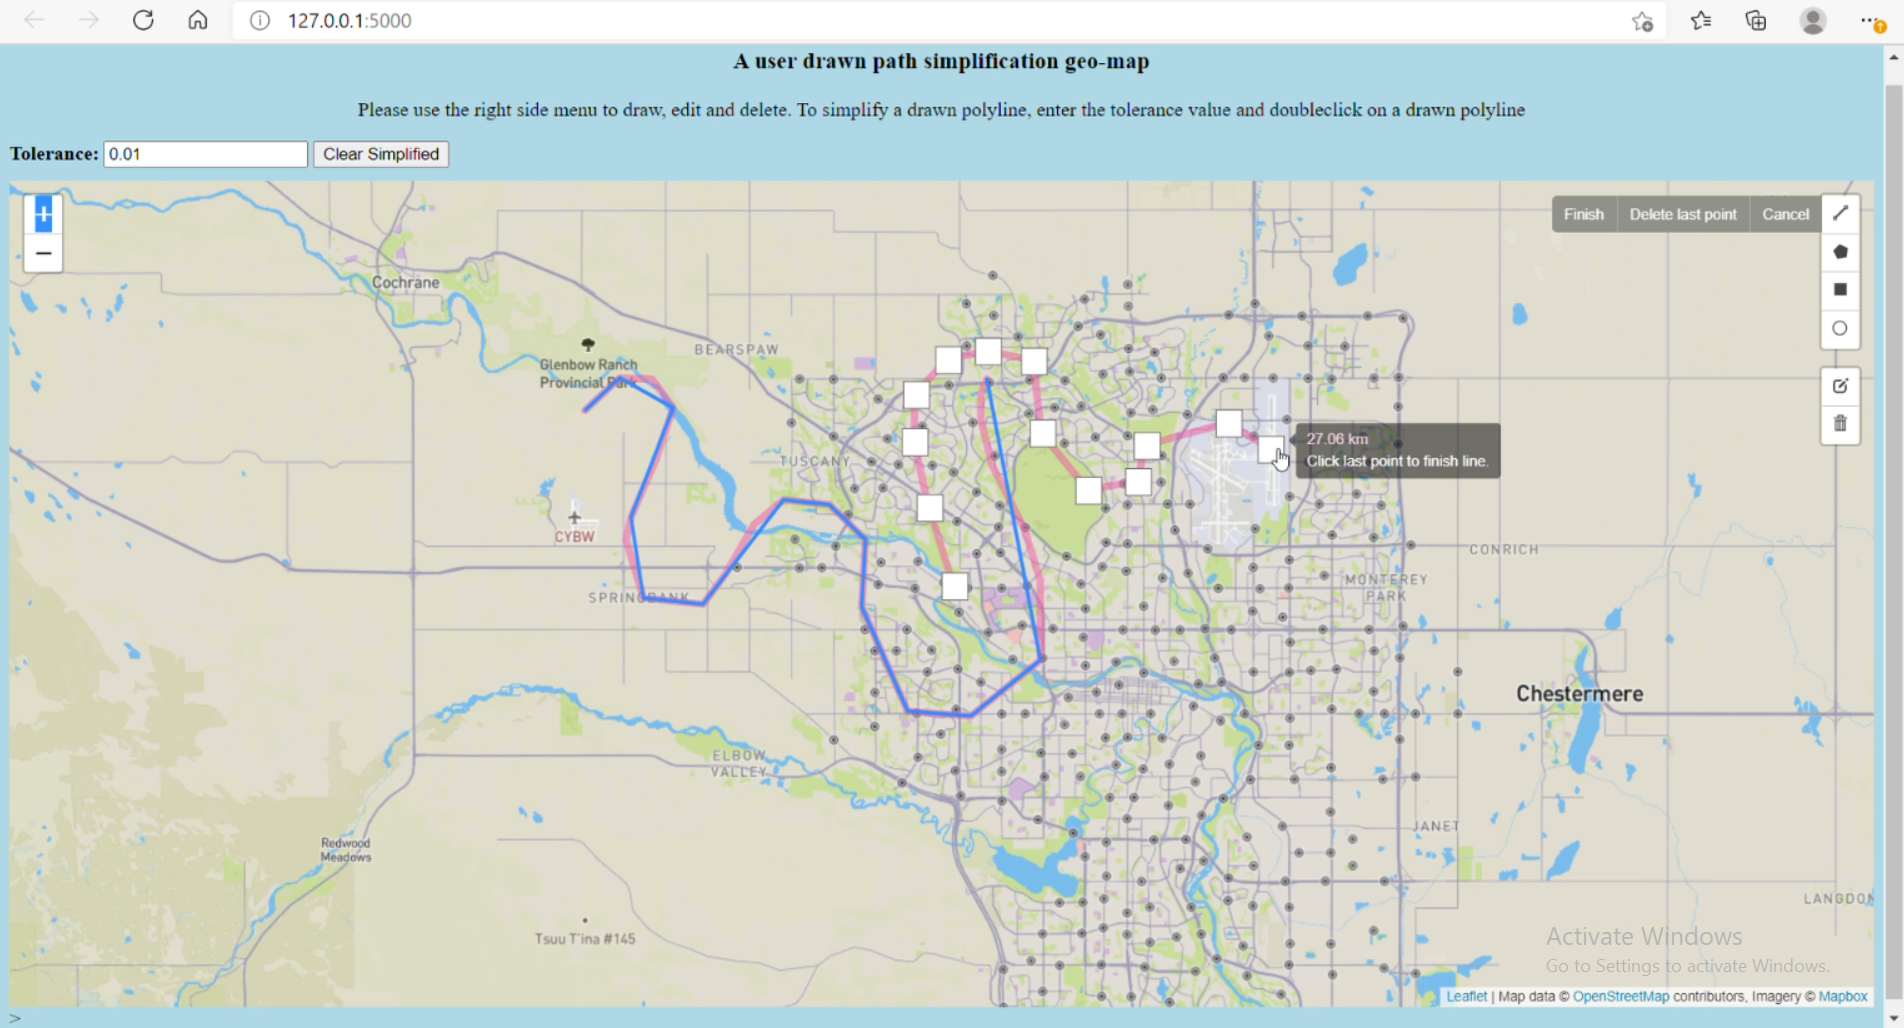 127.0.0.1:5000
A user drawn path simplification geo-map
Please use the right side menu to draw, edit and delete. To simplify a drawn polyline, enter the tolerance value and doubleclick on a drawn polyline
Tolerance: 0.01 Clear Simplified
+
−
Finish Delete last point Cancel
Cochrane
BEARSPAW
Glenbow Ranch
Provincial Park
27.06 km
Click last point to finish line.
TUSCANY
CYBW
CONRICH
MONTEREY
PARK
SPRINGBANK
Chestermere
ELBOW
VALLEY
JANET
Redwood
Meadows
LANGDON
Tsuu T'ina #145
Activate Windows
Go to Settings to activate Windows.
Leaflet | Map data © OpenStreetMap contributors, Imagery © Mapbox
>